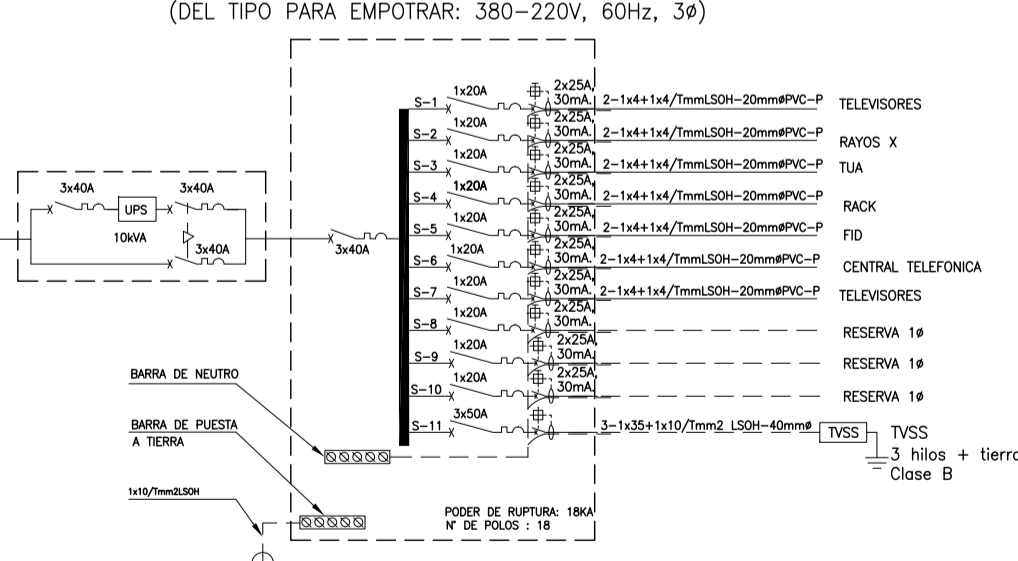 (DEL TIPO PARA EMPOTRAR: 380-220V, 60Hz, 3ø)
S-1 1x20A 2x25A, 30mA. 2-1x4+1x4/TmmLSOH-20mmøPVC-P TELEVISORES
S-2 1x20A 2x25A, 30mA. 2-1x4+1x4/TmmLSOH-20mmøPVC-P RAYOS X
S-3 1x20A 2x25A, 30mA. 2-1x4+1x4/TmmLSOH-20mmøPVC-P TUA
S-4 1x20A 2x25A, 30mA. 2-1x4+1x4/TmmLSOH-20mmøPVC-P RACK
S-5 1x20A 2x25A, 30mA. 2-1x4+1x4/TmmLSOH-20mmøPVC-P FID
S-6 1x20A 2x25A, 30mA. 2-1x4+1x4/TmmLSOH-20mmøPVC-P CENTRAL TELEFONICA
S-7 1x20A 2x25A, 30mA. 2-1x4+1x4/TmmLSOH-20mmøPVC-P TELEVISORES
S-8 1x20A 2x25A, 30mA. RESERVA 1ø
S-9 1x20A 2x25A, 30mA. RESERVA 1ø
S-10 1x20A 2x25A, 30mA. RESERVA 1ø
S-11 3x50A 3-1x35+1x10/Tmm2 LSOH-40mmø TVSS
TVSS
3 hilos + tierra
Clase B
3x40A UPS 3x40A
10kVA
3x40A
3x40A
BARRA DE NEUTRO
BARRA DE PUESTA
A TIERRA
1x10/Tmm2LSOH
PODER DE RUPTURA: 18KA
N° DE POLOS : 18